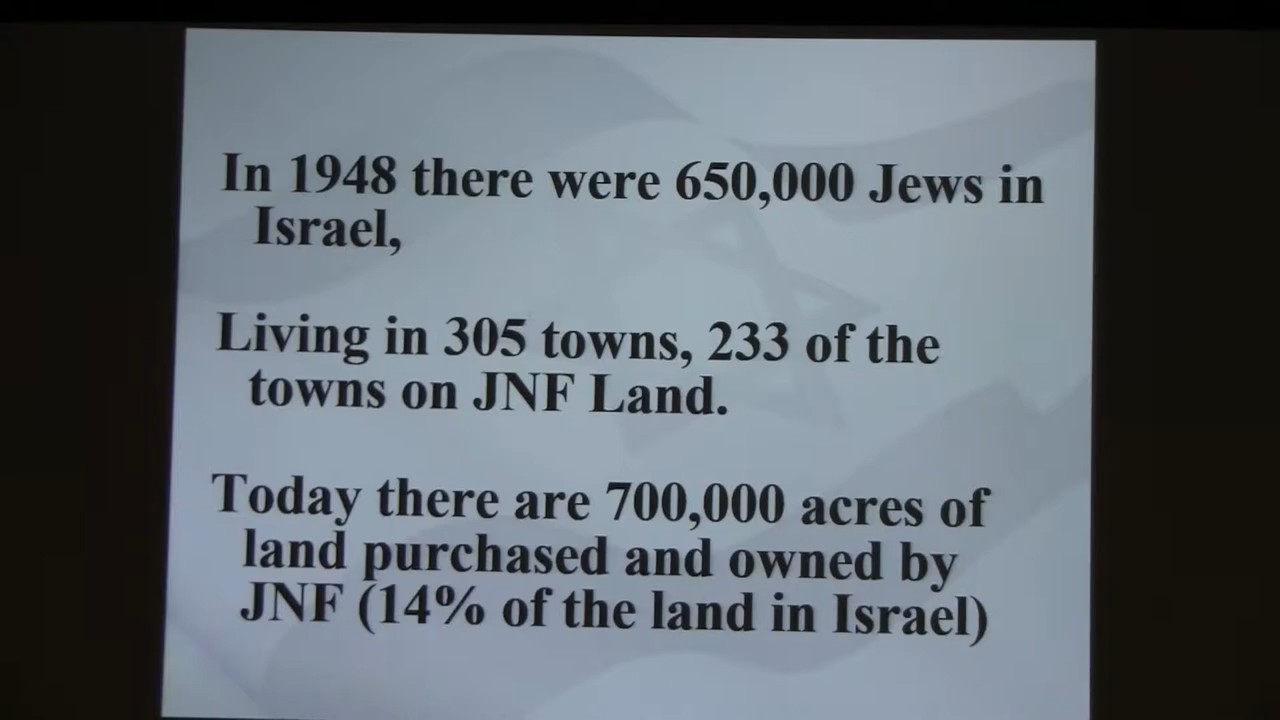 In 1948 there were 650,000 Jews in
Israel,
Living in 305 towns, 233 of the
towns on JNF Land.
Today there are 700,000 acres of
land purchased and owned by
JNF (14% of the land in Israel)